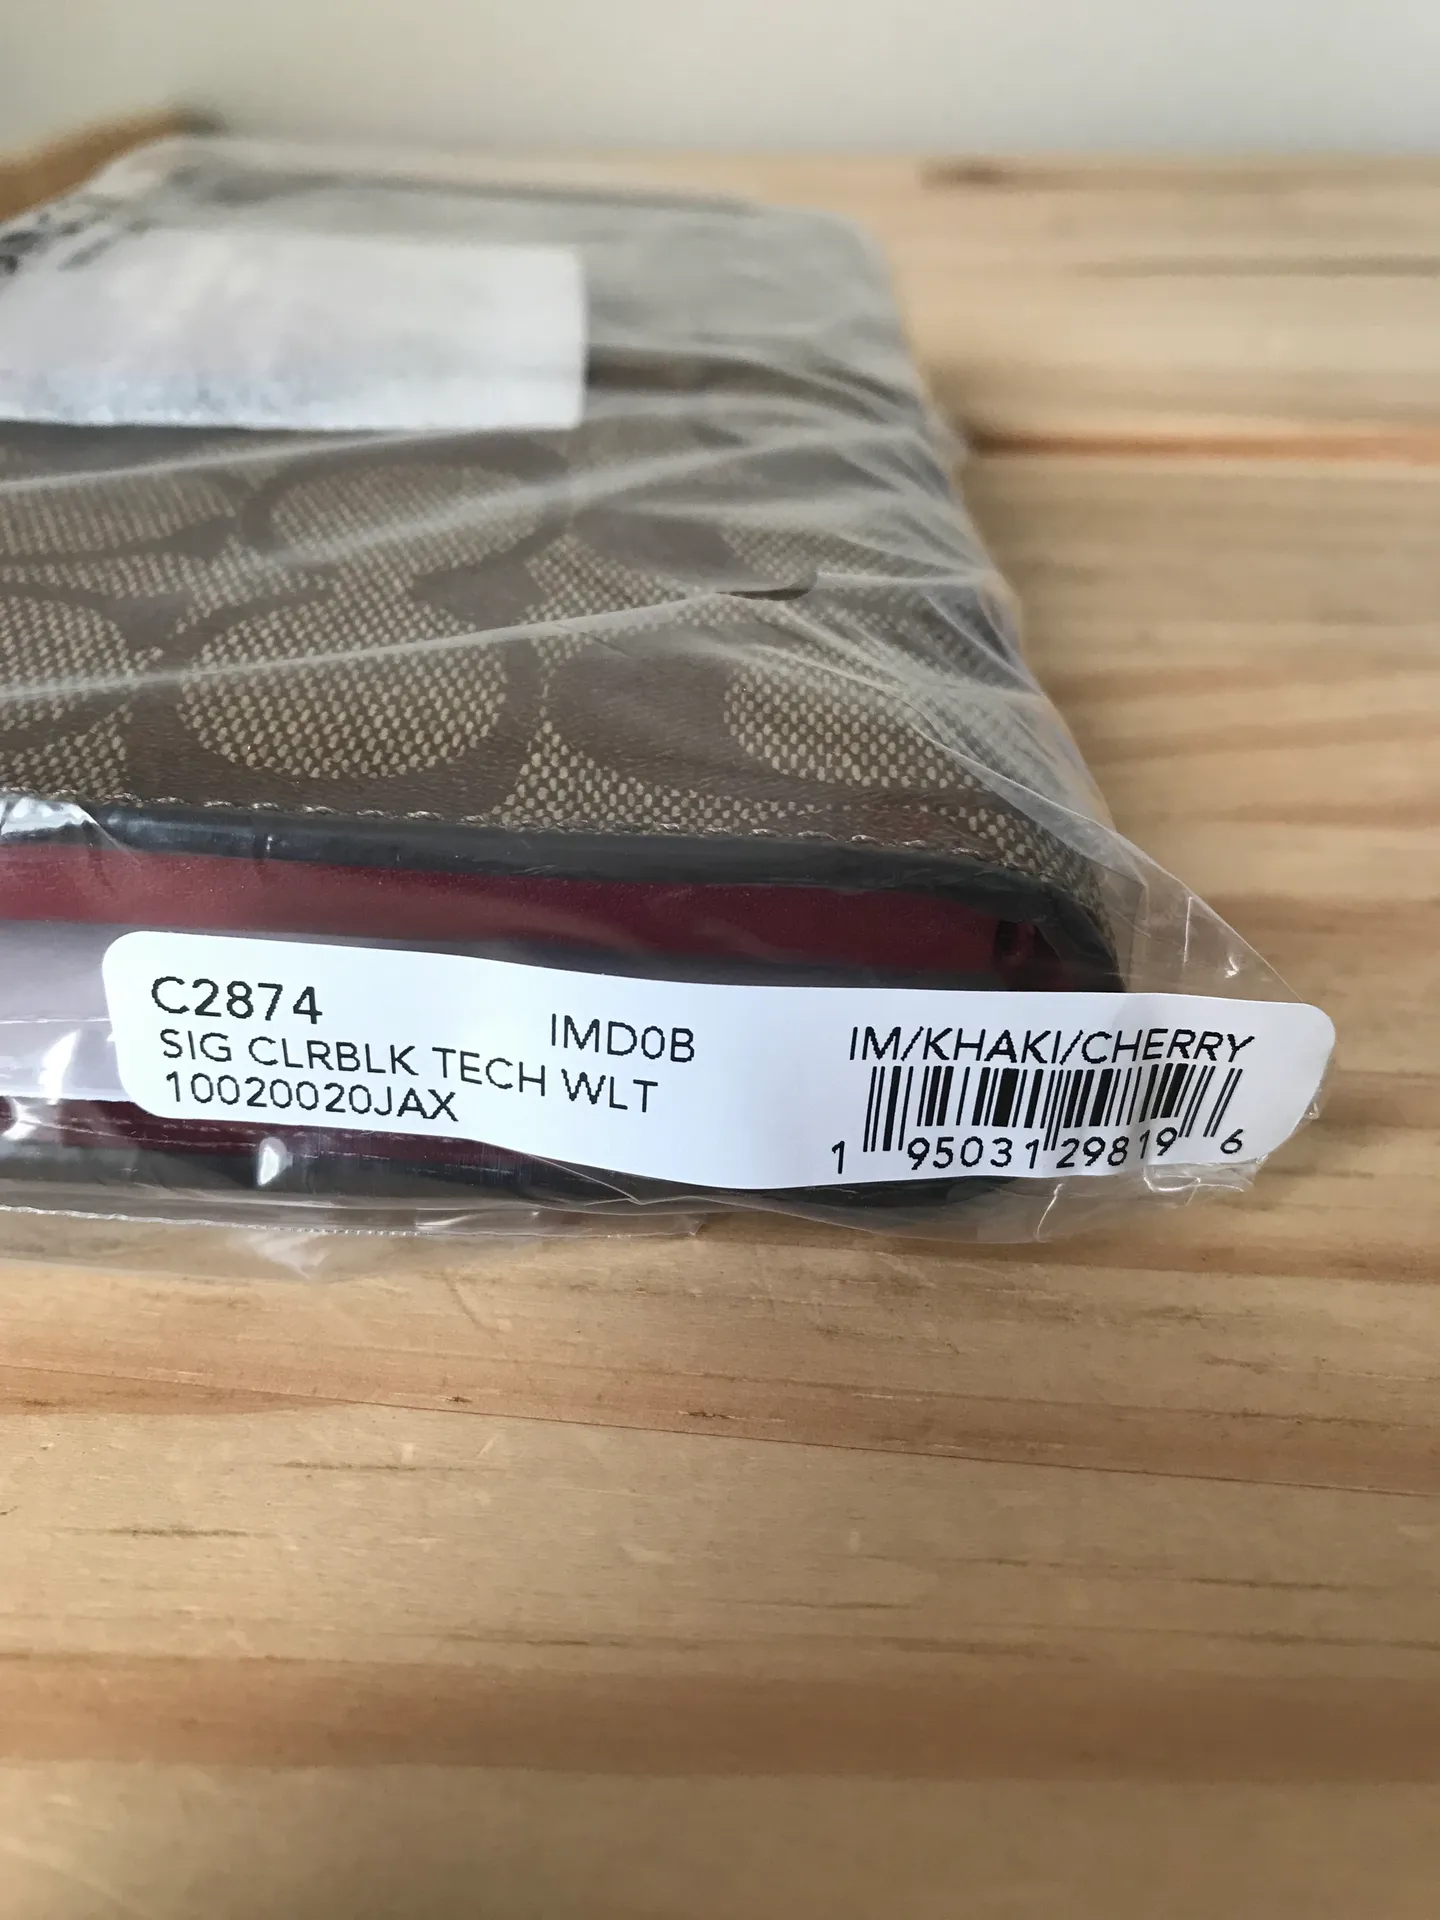 C2874
IMD0B
IM/KHAKI/CHERRY
SIG CLRBLK TECH WLT
10020020JAX
1 95031 29819 6